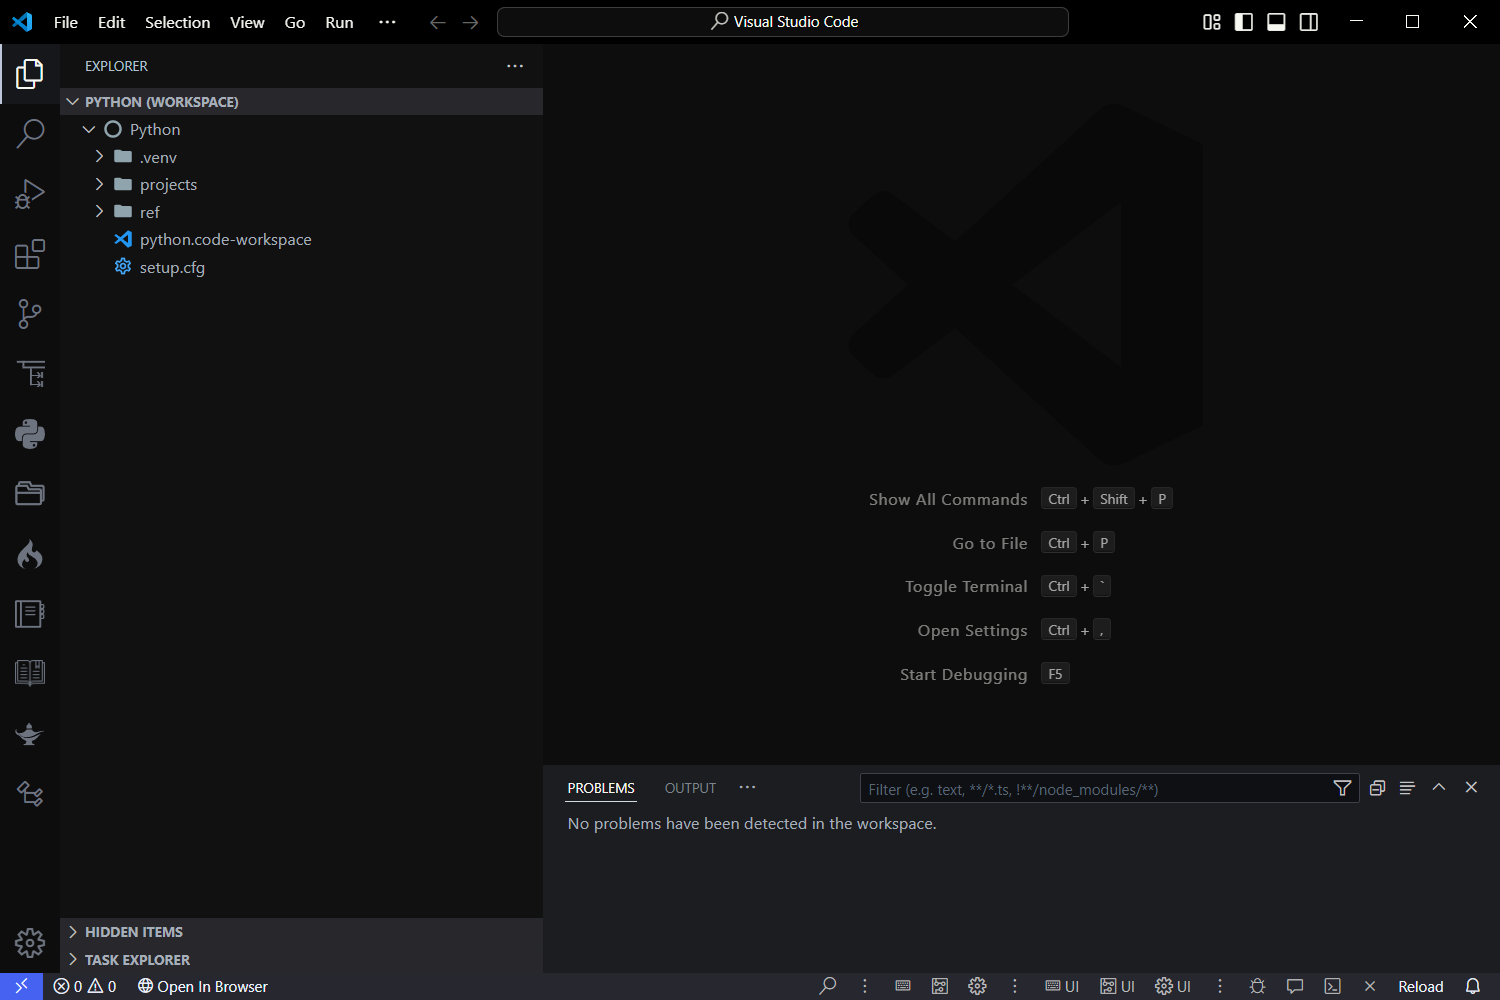 File Edit Selection View Go Run ···
Visual Studio Code
EXPLORER
PYTHON (WORKSPACE)
Python
.venv
projects
ref
python.code-workspace
setup.cfg
Show All Commands Ctrl + Shift + P
Go to File Ctrl + P
Toggle Terminal Ctrl + `
Open Settings Ctrl + ,
Start Debugging F5
PROBLEMS OUTPUT ···
Filter (e.g. text, **/*.ts, !**/node_modules/**)
No problems have been detected in the workspace.
HIDDEN ITEMS
TASK EXPLORER
0 0 Open In Browser UI UI UI Reload